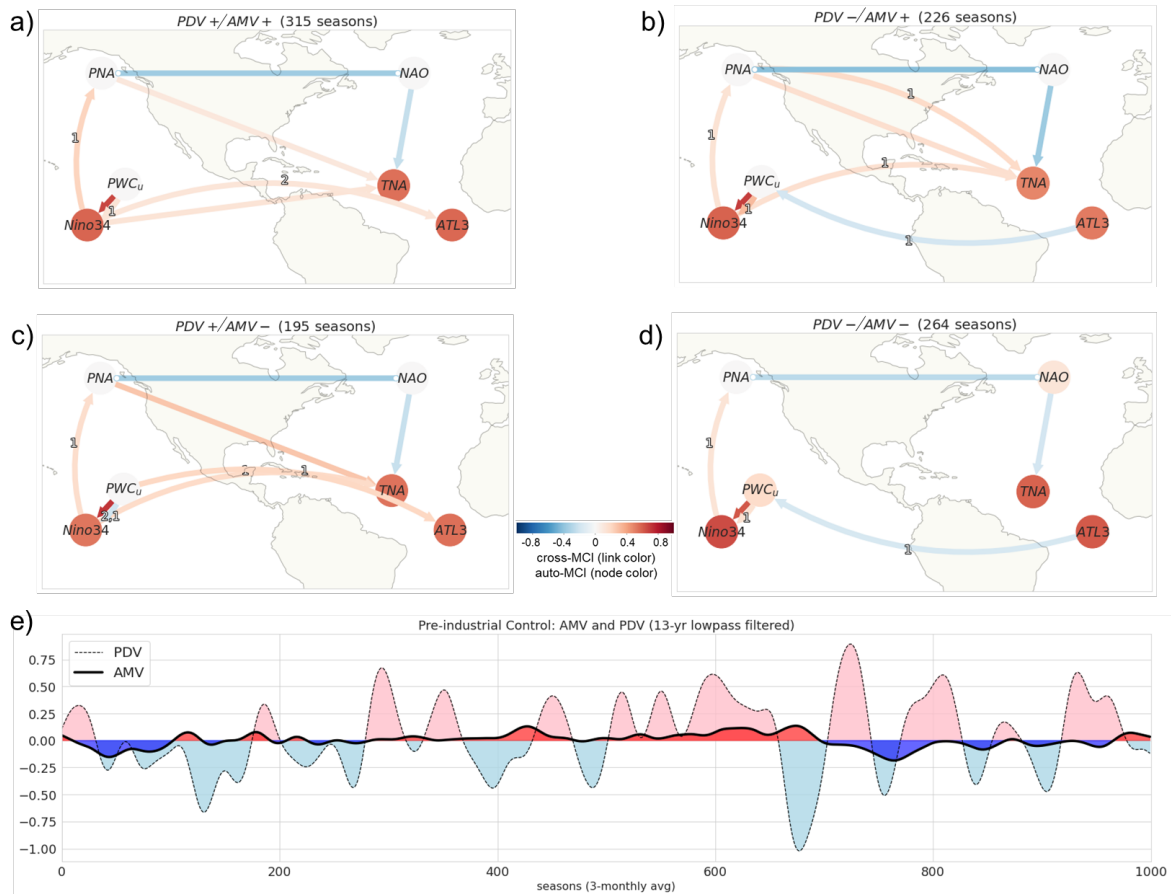 a)
PDV+/AMV+ (315 seasons)
PNA
NAO
1
PWCu
2
TNA
1
Nino34
ATL3
b)
PDV−/AMV+ (226 seasons)
PNA
NAO
1
1
1
PWCu
TNA
1
Nino34
ATL3
1
c)
PDV+/AMV− (195 seasons)
PNA
NAO
1
1
PWCu
TNA
2,1
Nino34
ATL3
d)
PDV−/AMV− (264 seasons)
PNA
NAO
1
PWCu
TNA
1
Nino34
ATL3
1
-0.8 -0.4 0 0.2 0.4 0.8
cross-MCI (link color)
auto-MCI (node color)
e)
Pre-industrial Control: AMV and PDV (13-yr lowpass filtered)
PDV
AMV
0.75
0.50
0.25
0.00
−0.25
−0.50
−0.75
−1.00
0 200 400 600 800 1000
seasons (3-monthly avg)